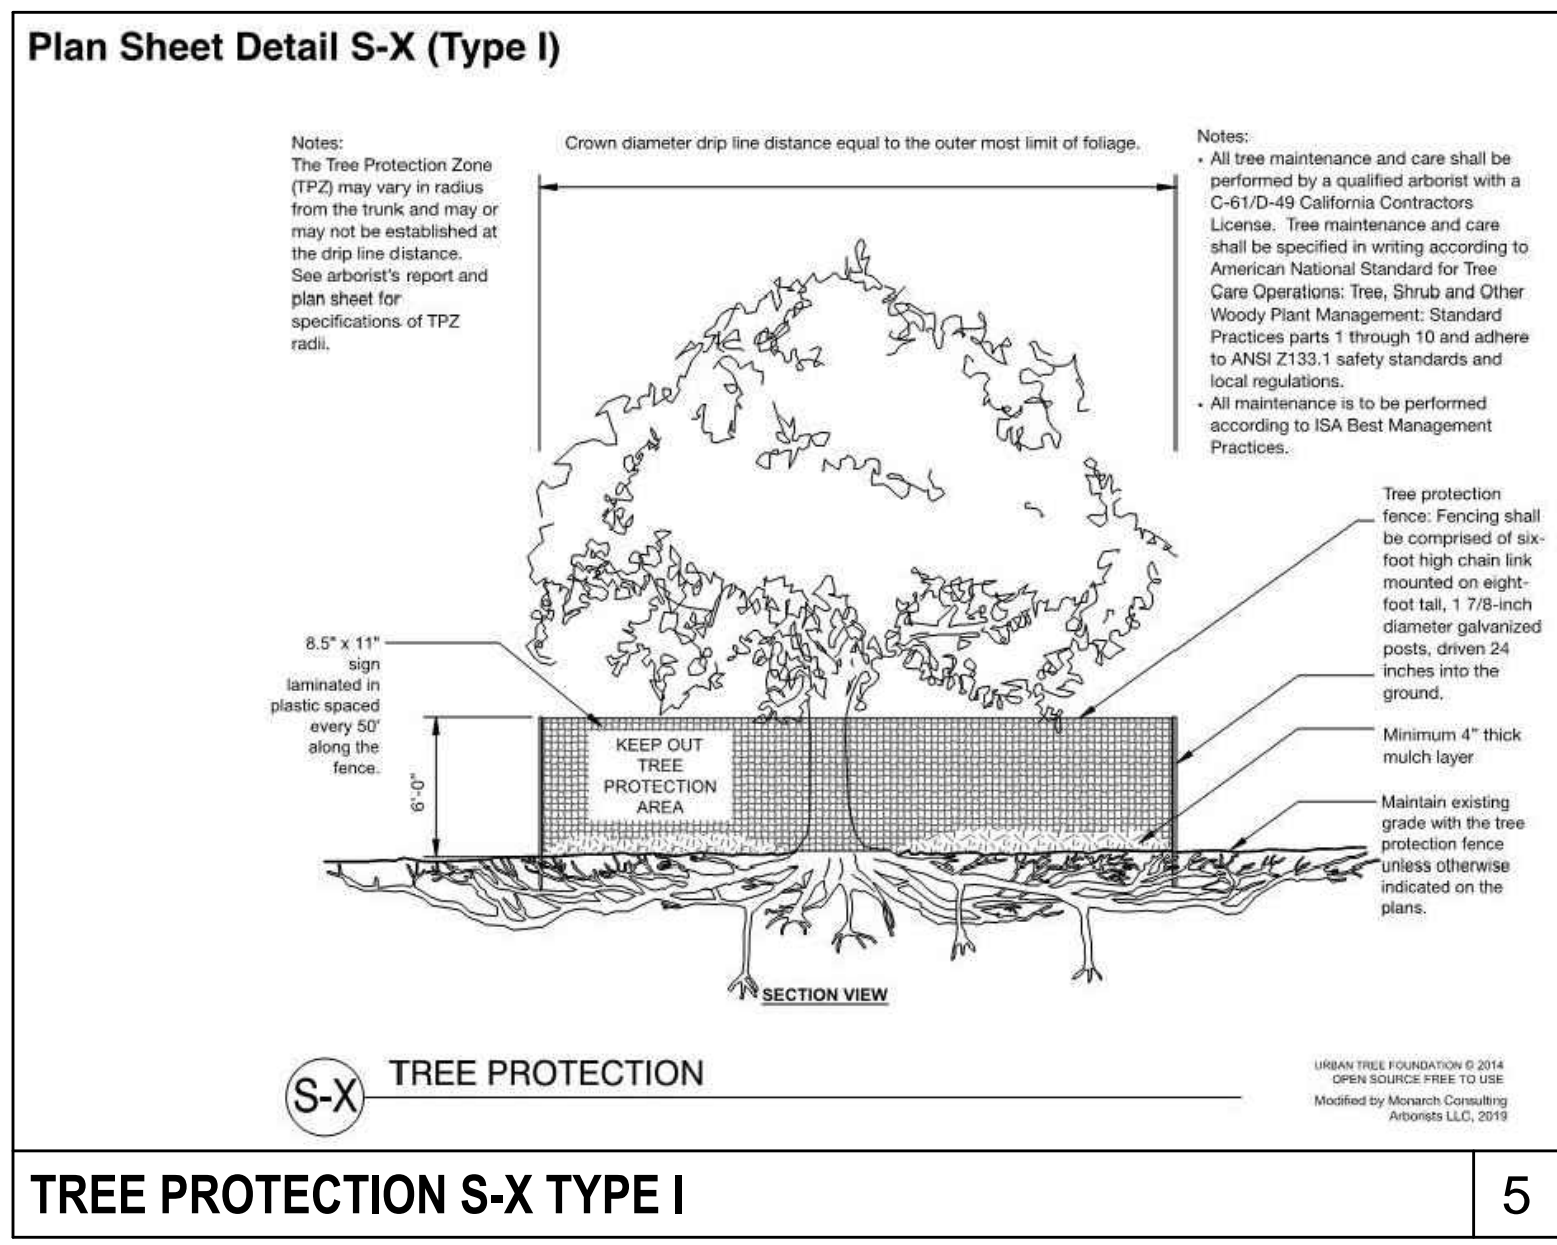 Plan Sheet Detail S-X (Type I)
Notes:
The Tree Protection Zone
(TPZ) may vary in radius
from the trunk and may or
may not be established at
the drip line distance.
See arborist's report and
plan sheet for
specifications of TPZ
radii.
Crown diameter drip line distance equal to the outer most limit of foliage.
Notes:
• All tree maintenance and care shall be
performed by a qualified arborist with a
C-61/D-49 California Contractors
License. Tree maintenance and care
shall be specified in writing according to
American National Standard for Tree
Care Operations: Tree, Shrub and Other
Woody Plant Management: Standard
Practices parts 1 through 10 and adhere
to ANSI Z133.1 safety standards and
local regulations.
• All maintenance is to be performed
according to ISA Best Management
Practices.
Tree protection
fence: Fencing shall
be comprised of six-
foot high chain link
mounted on eight-
foot tall, 1 7/8-inch
diameter galvanized
posts, driven 24
inches into the
ground.
8.5" x 11"
sign
laminated in
plastic spaced
every 50'
along the
fence.
6'-0"
KEEP OUT
TREE
PROTECTION
AREA
Minimum 4" thick
mulch layer
Maintain existing
grade with the tree
protection fence
unless otherwise
indicated on the
plans.
SECTION VIEW
S-X
TREE PROTECTION
URBAN TREE FOUNDATION © 2014
OPEN SOURCE FREE TO USE
Modified by Monarch Consulting
Arborists LLC, 2019
TREE PROTECTION S-X TYPE I
5